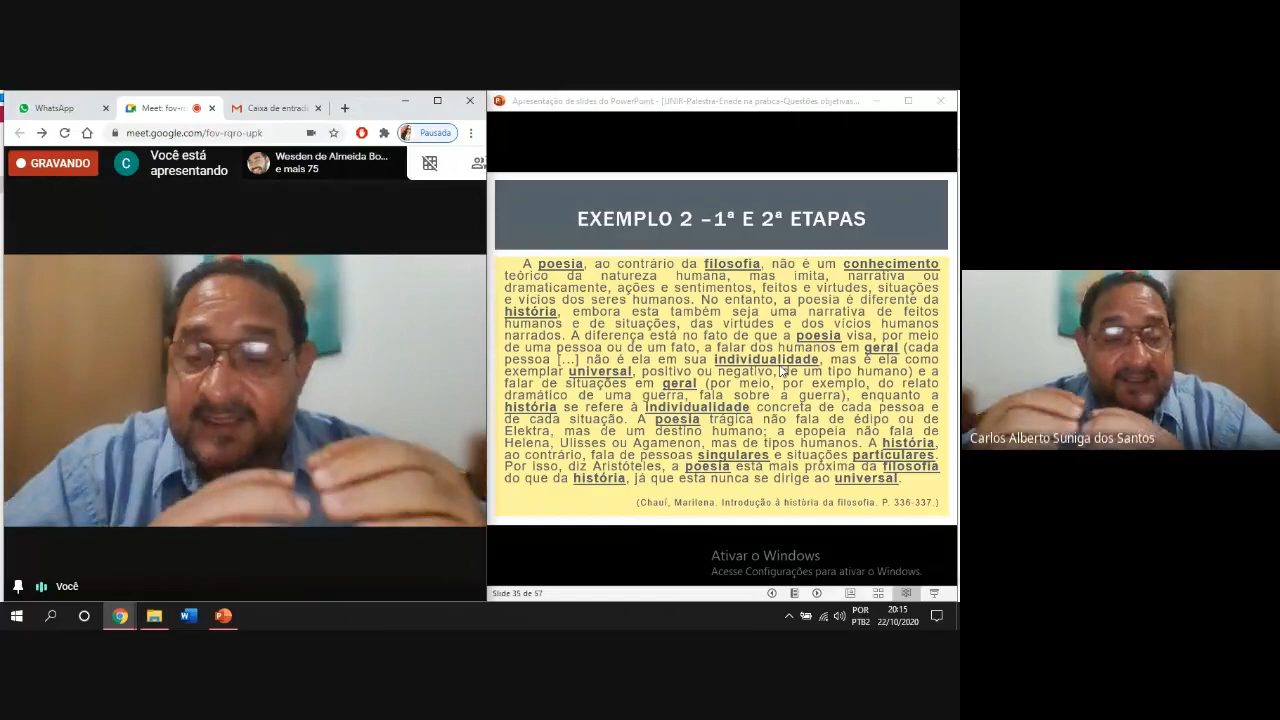 WhatsApp
Meet: fov-r
Caixa de entrad
meet.google.com/fov-rqro-upk
Pausada
GRAVANDO
C
Você está
apresentando
Wesden de Almeida Bo...
e mais 75
Você
Apresentação de slides do PowerPoint - [UNIR-Palestra-Enade na prática-Questões objetivas...
EXEMPLO 2 –1ª E 2ª ETAPAS
A poesia, ao contrário da filosofia, não é um conhecimento
teórico da natureza humana, mas imita, narrativa ou
dramaticamente, ações e sentimentos, feitos e virtudes, situações
e vícios dos seres humanos. No entanto, a poesia é diferente da
história, embora esta também seja uma narrativa de feitos
humanos e de situações, das virtudes e dos vícios humanos
narrados. A diferença está no fato de que a poesia visa, por meio
de uma pessoa ou de um fato, a falar dos humanos em geral (cada
pessoa [...] não é ela em sua individualidade, mas é ela como
exemplar universal, positivo ou negativo, de um tipo humano) e a
falar de situações em geral (por meio, por exemplo, do relato
dramático de uma guerra, fala sobre a guerra), enquanto a
história se refere à individualidade concreta de cada pessoa e
de cada situação. A poesia trágica não fala de édipo ou de
Elektra, mas de um destino humano; a epopeia não fala de
Helena, Ulisses ou Agamenon, mas de tipos humanos. A história,
ao contrário, fala de pessoas singulares e situações particulares.
Por isso, diz Aristóteles, a poesia está mais próxima da filosofia
do que da história, já que esta nunca se dirige ao universal.
(Chauí, Marilena. Introdução à história da filosofia. P. 336-337.)
Ativar o Windows
Acesse Configurações para ativar o Windows.
Slide 35 de 57
POR
PTB2
20:15
22/10/2020
Carlos Alberto Suniga dos Santos